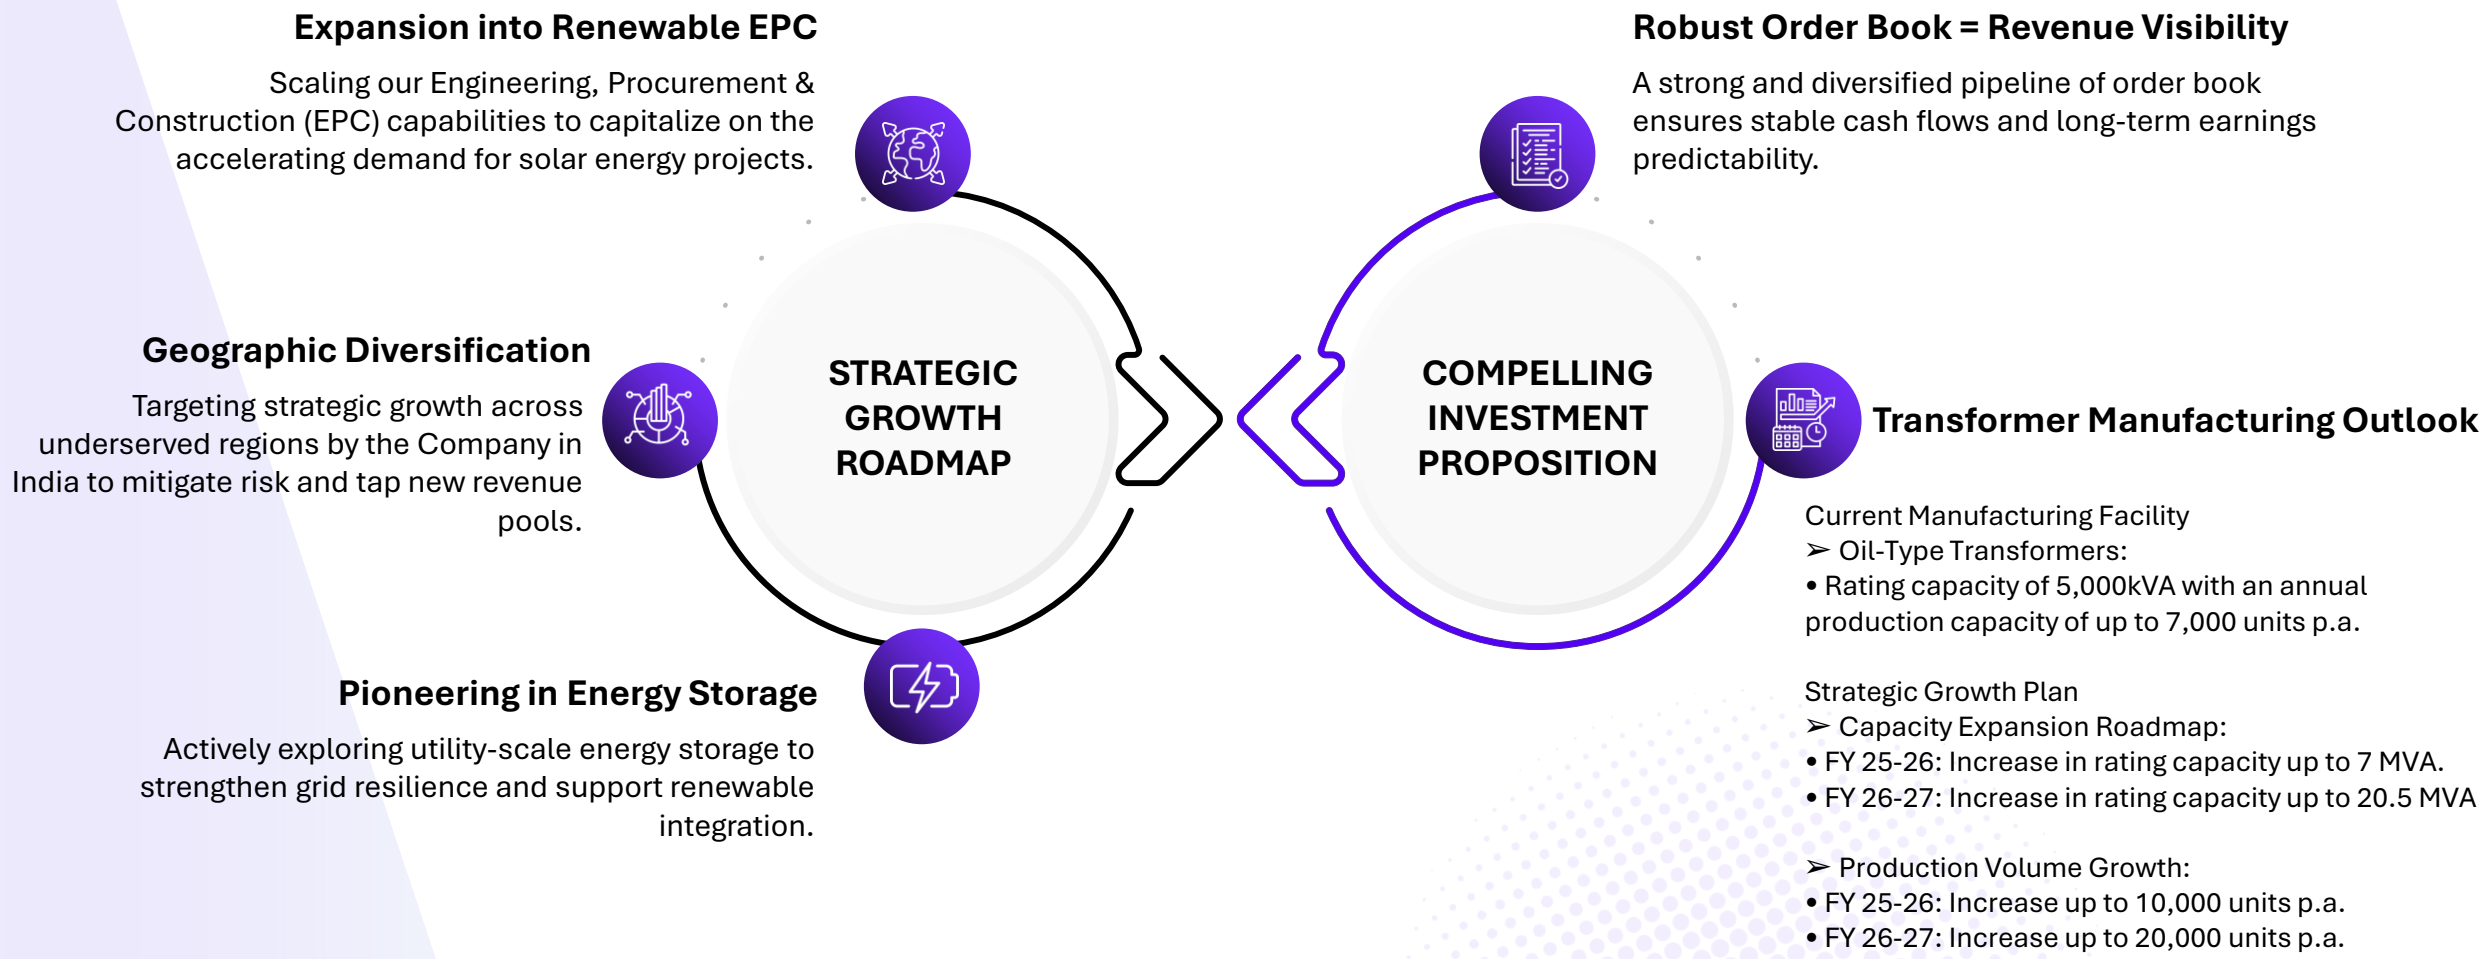 Expansion into Renewable EPC
Scaling our Engineering, Procurement &
Construction (EPC) capabilities to capitalize on the
accelerating demand for solar energy projects.
Geographic Diversification
Targeting strategic growth across
underserved regions by the Company in
India to mitigate risk and tap new revenue
pools.
Pioneering in Energy Storage
Actively exploring utility-scale energy storage to
strengthen grid resilience and support renewable
integration.
STRATEGIC
GROWTH
ROADMAP
COMPELLING
INVESTMENT
PROPOSITION
Robust Order Book = Revenue Visibility
A strong and diversified pipeline of order book
ensures stable cash flows and long-term earnings
predictability.
Transformer Manufacturing Outlook
Current Manufacturing Facility
➢ Oil-Type Transformers:
• Rating capacity of 5,000kVA with an annual
production capacity of up to 7,000 units p.a.
Strategic Growth Plan
➢ Capacity Expansion Roadmap:
• FY 25-26: Increase in rating capacity up to 7 MVA.
• FY 26-27: Increase in rating capacity up to 20.5 MVA
➢ Production Volume Growth:
• FY 25-26: Increase up to 10,000 units p.a.
• FY 26-27: Increase up to 20,000 units p.a.